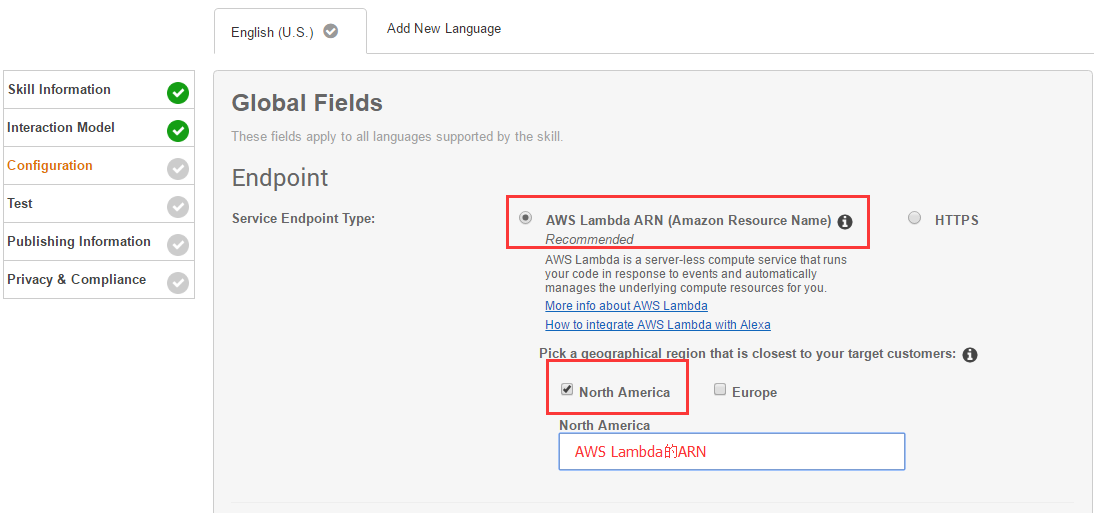 English (U.S.)
Add New Language
Skill Information
Interaction Model
Configuration
Test
Publishing Information
Privacy & Compliance
Global Fields
These fields apply to all languages supported by the skill.
Endpoint
Service Endpoint Type:
AWS Lambda ARN (Amazon Resource Name)
HTTPS
Recommended
AWS Lambda is a server-less compute service that runs
your code in response to events and automatically
manages the underlying compute resources for you.
More info about AWS Lambda
How to integrate AWS Lambda with Alexa
Pick a geographical region that is closest to your target customers:
North America
Europe
North America
AWS Lambda的ARN